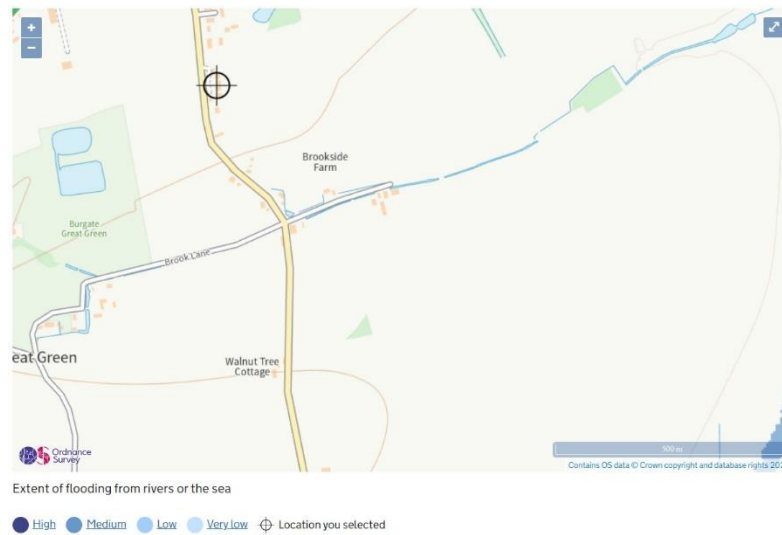 +
−
Brookside
Farm
Burgate
Great Green
Brook Lane
eat Green
Walnut Tree
Cottage
Ordnance
Survey
500 m
Contains OS data © Crown copyright and database rights 202
Extent of flooding from rivers or the sea
High Medium Low Very low Location you selected